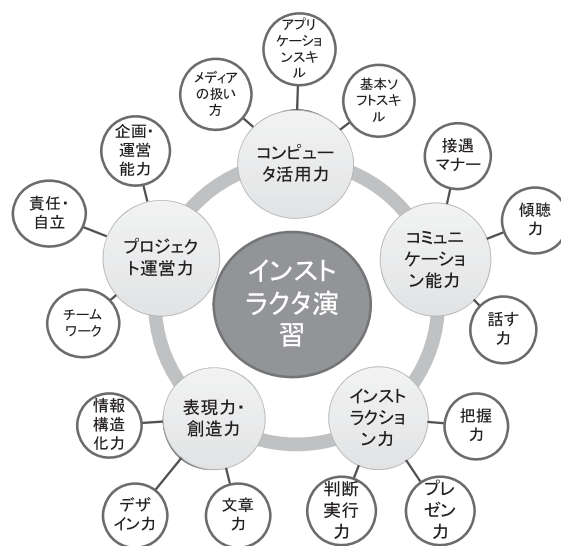 アプリ
ケーショ
ンスキ
ル
メディア
の扱い
方
基本ソ
フトスキ
ル
コンピュー
タ活用力
接遇
マナー
傾聴
力
話す
力
コミュニ
ケーショ
ン能力
把握
力
プレ
ゼン力
判断
実行
力
インスト
ラクショ
ン力
文章
力
デザ
イン力
情報
構造
化力
表現力・
創造力
チーム
ワーク
責任・
自立
企画・
運営
能力
プロジェク
ト運営力
インスト
ラクタ演
習